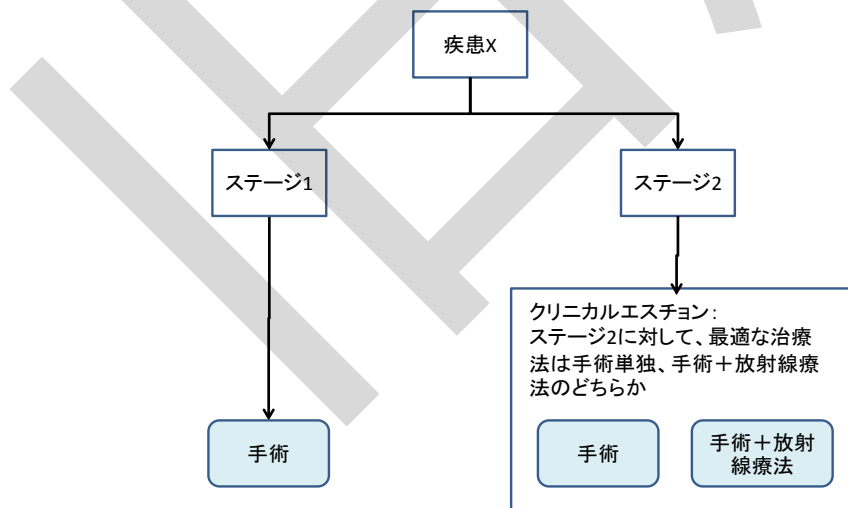 疾患X
ステージ1
ステージ2
クリニカルエスチョン：
ステージ2に対して、最適な治療
法は手術単独、手術＋放射線療
法のどちらか
手術
手術
手術＋放射
線療法